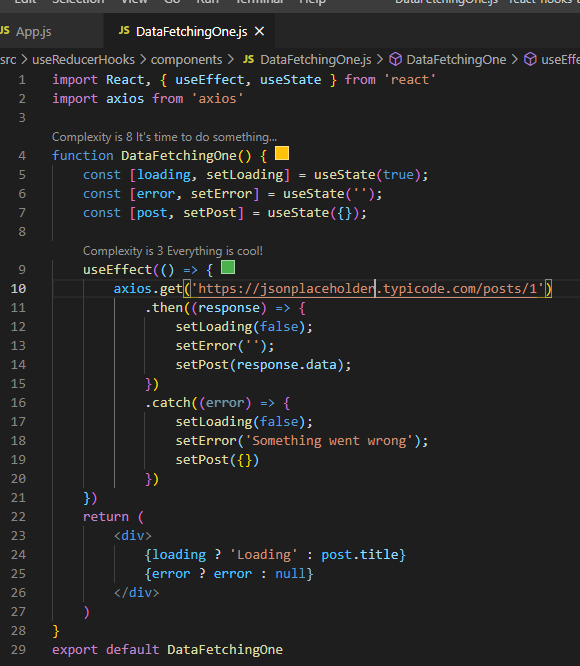 Edit Selection View Go Run Terminal Help DataFetchingOne.js react-hooks-
JS App.js JS DataFetchingOne.js ×
src > useReducerHooks > components > JS DataFetchingOne.js > DataFetchingOne > useEffe
1 import React, { useEffect, useState } from 'react'
2 import axios from 'axios'
3
Complexity is 8 It's time to do something...
4 function DataFetchingOne() {
5 const [loading, setLoading] = useState(true);
6 const [error, setError] = useState('');
7 const [post, setPost] = useState({});
8
Complexity is 3 Everything is cool!
9 useEffect(() => {
10 axios.get('https://jsonplaceholder.typicode.com/posts/1')
11 .then((response) => {
12 setLoading(false);
13 setError('');
14 setPost(response.data);
15 })
16 .catch((error) => {
17 setLoading(false);
18 setError('Something went wrong');
19 setPost({})
20 })
21 })
22 return (
23 <div>
24 {loading ? 'Loading' : post.title}
25 {error ? error : null}
26 </div>
27 )
28 }
29 export default DataFetchingOne